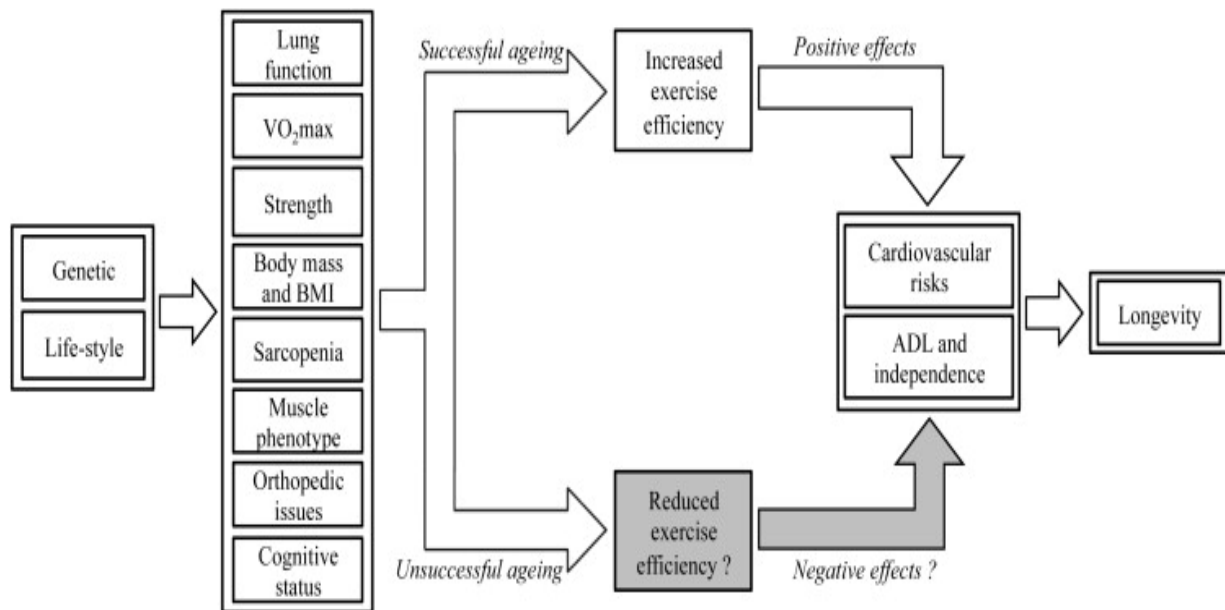 Genetic
Life-style
Lung
function
VO₂max
Strength
Body mass
and BMI
Sarcopenia
Muscle
phenotype
Orthopedic
issues
Cognitive
status
Successful ageing
Unsuccessful ageing
Increased
exercise
efficiency
Reduced
exercise
efficiency ?
Positive effects
Negative effects ?
Cardiovascular
risks
ADL and
independence
Longevity